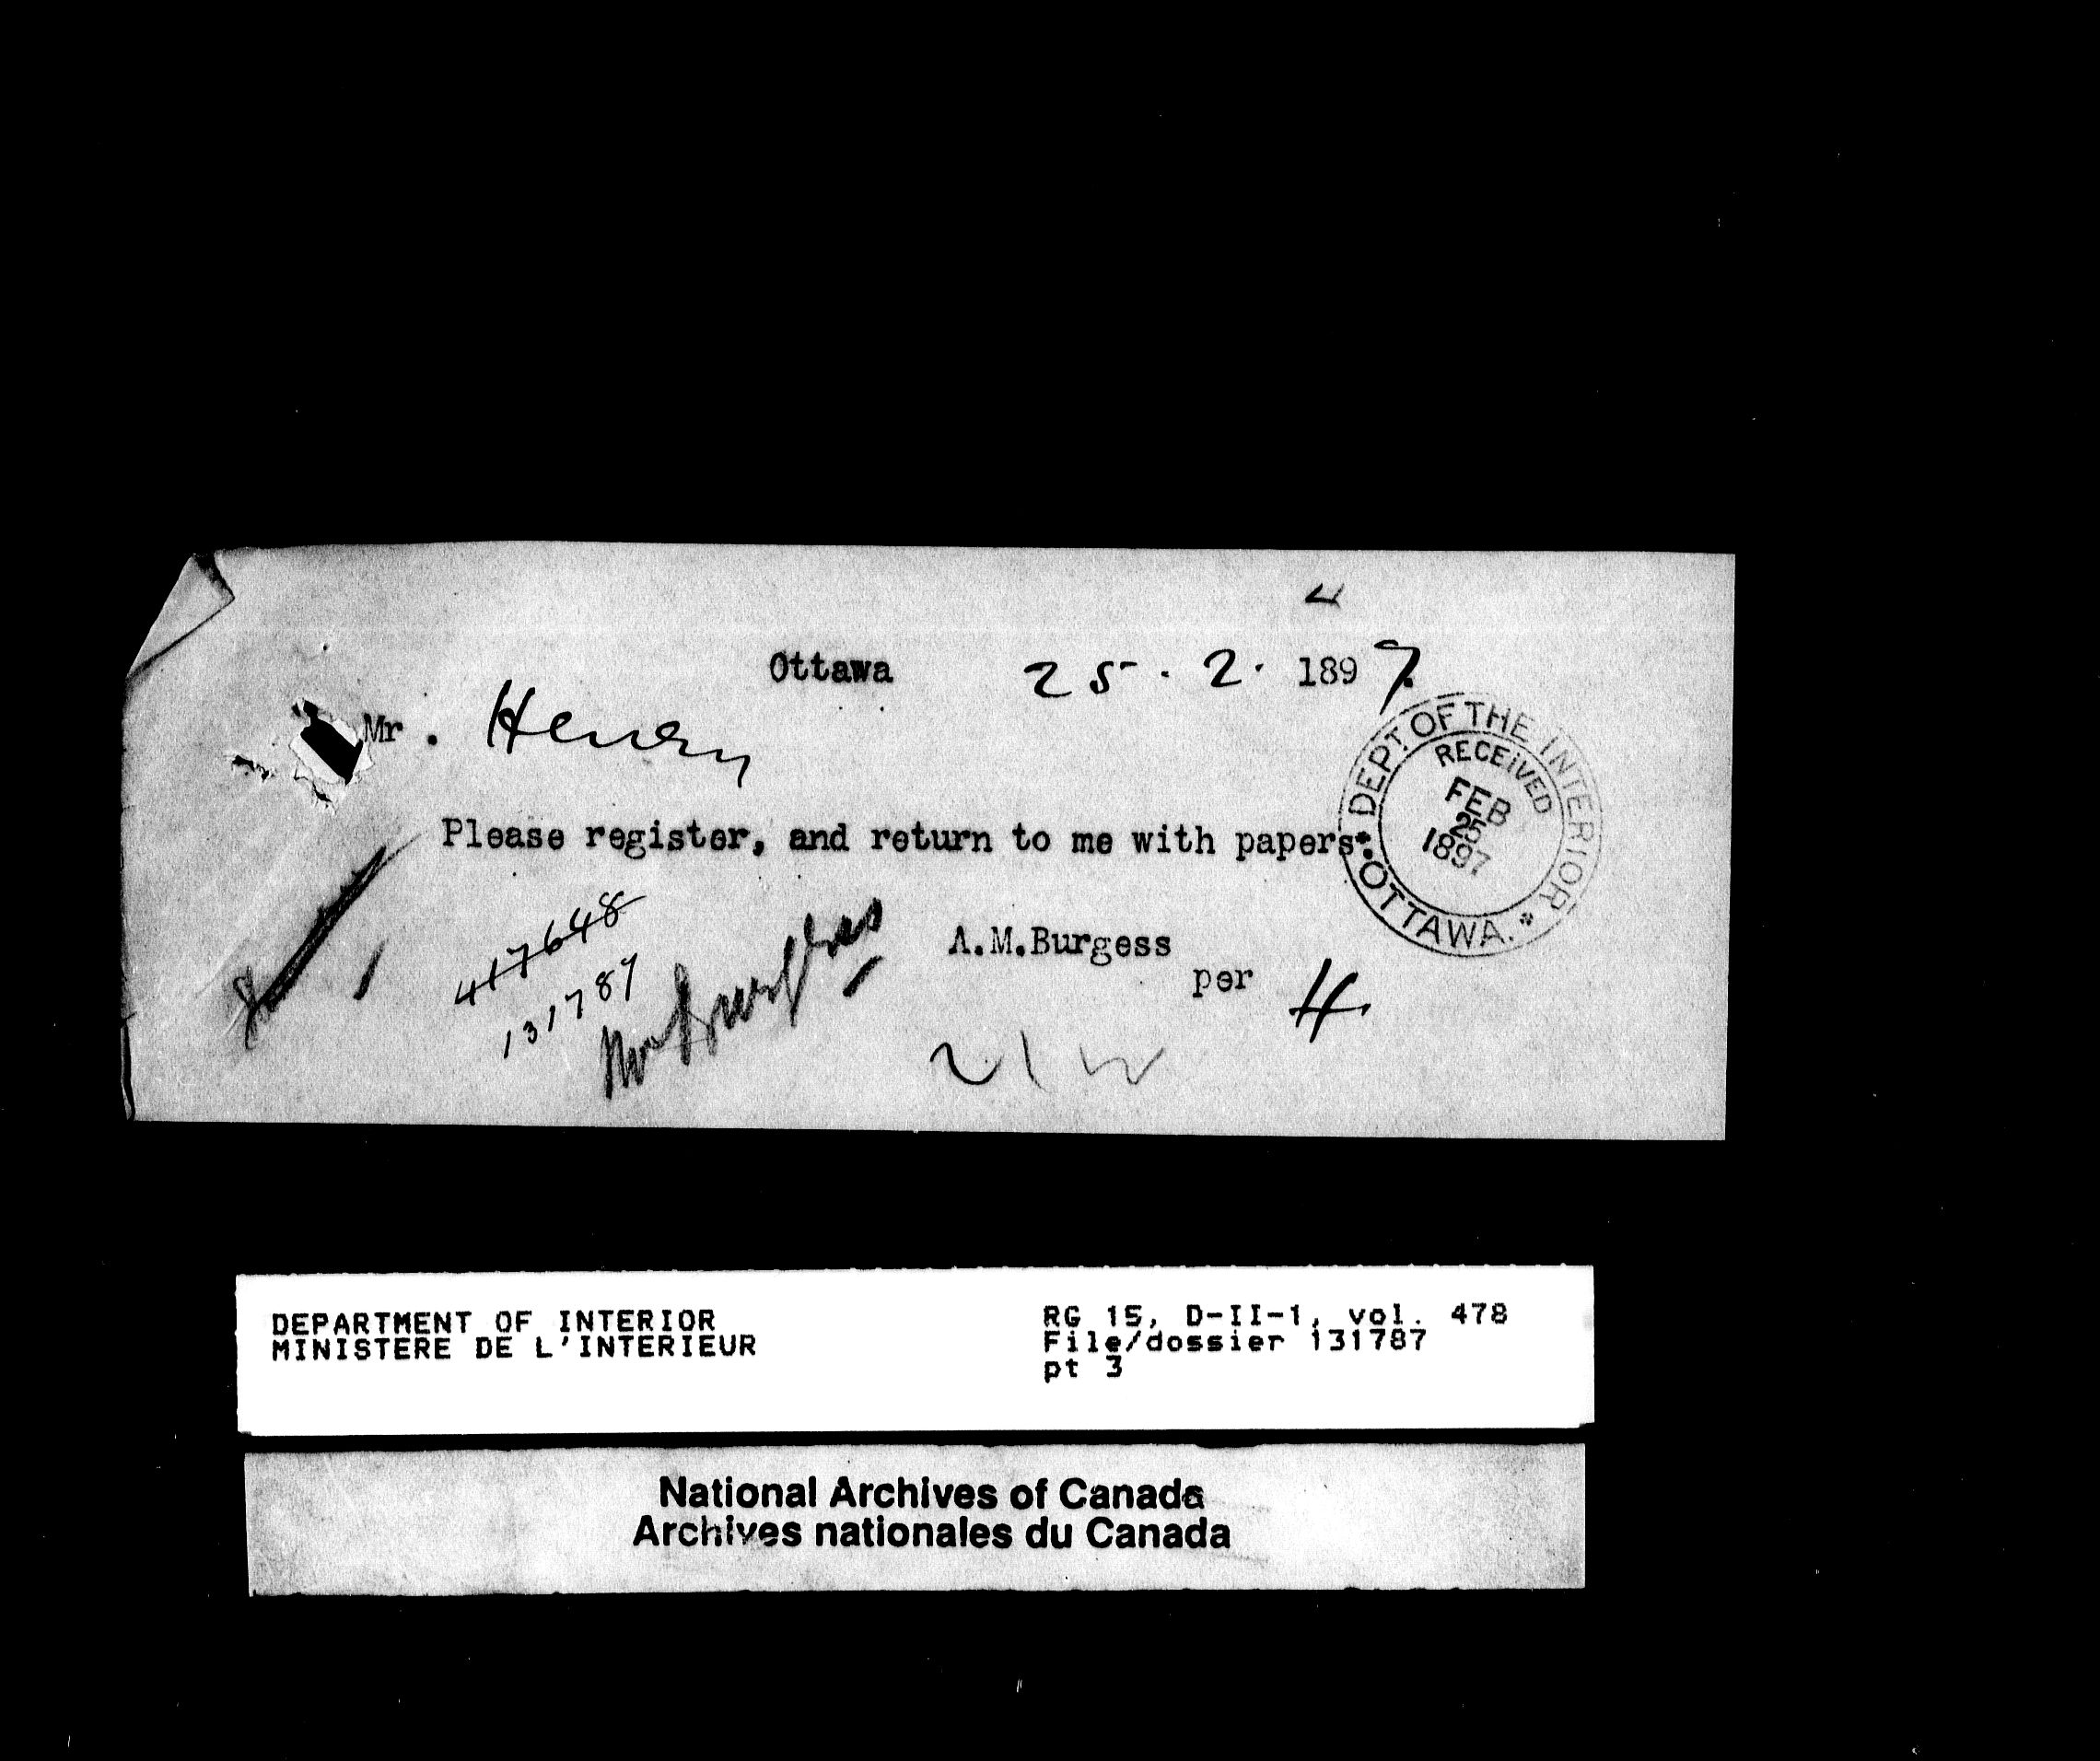 Ottawa 25. 2. 1897.
Mr. Henry
Please register, and return to me with papers.
DEPT OF THE INTERIOR
RECEIVED
FEB
25
1897
OTTAWA.
417648
131787
A.M.Burgess
per H
DEPARTMENT OF INTERIOR
MINISTERE DE L'INTERIEUR
RG 15, D-II-1, vol. 478
File/dossier 131787
pt 3
National Archives of Canada
Archives nationales du Canada